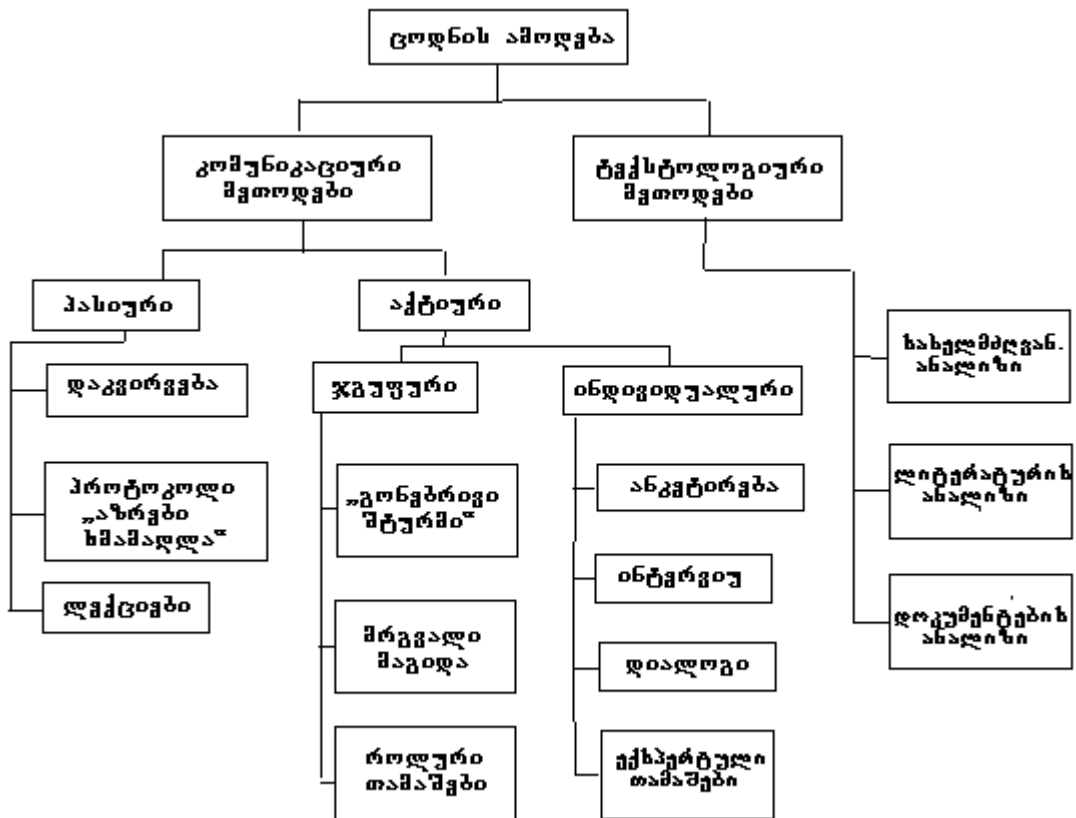 ცოდნის ამოღება
კომუნიკაციური
მეთოდები
ტექსტოლოგიური
მეთოდები
პასიური
აქტიური
დაკვირვება
პროტოკოლი
„აზრები
ხმამაღლა“
ლექციები
ჯგუფური
„გონებრივი
შტურმი“
მრგვალი
მაგიდა
როლური
თამაშები
ინდივიდუალური
ანკეტირება
ინტერვიუ
დიალოგი
ექსპერტული
თამაშები
სახელმძღვან.
ანალიზი
ლიტერატურის
ანალიზი
დოკუმენტების
ანალიზი